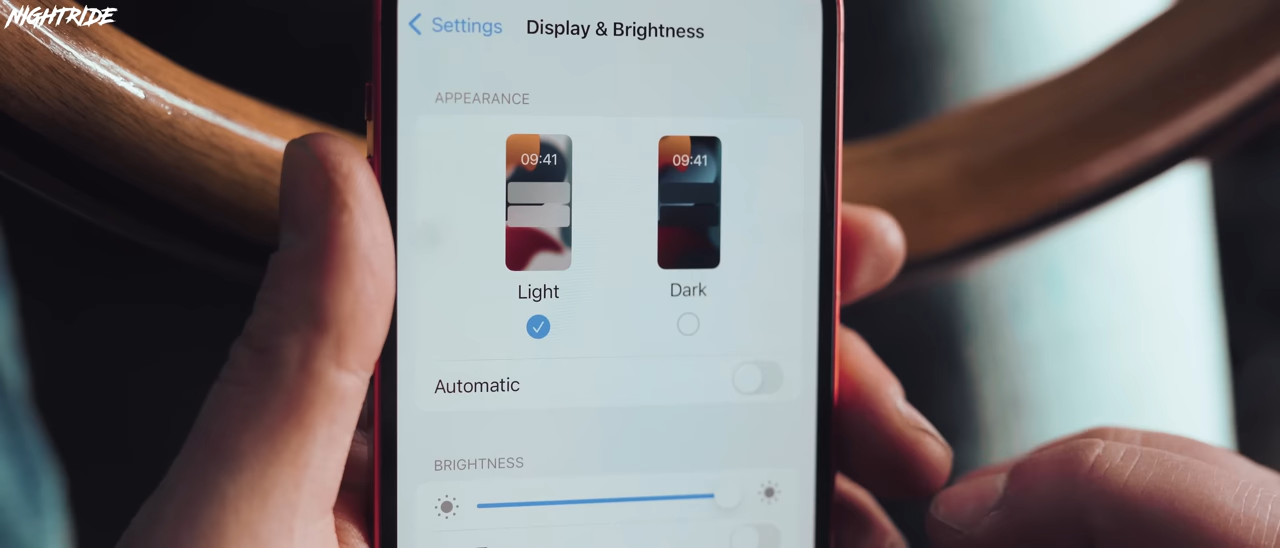 NIGHTRIDE
Settings
Display & Brightness
APPEARANCE
09:41
09:41
Light
Dark
Automatic
BRIGHTNESS